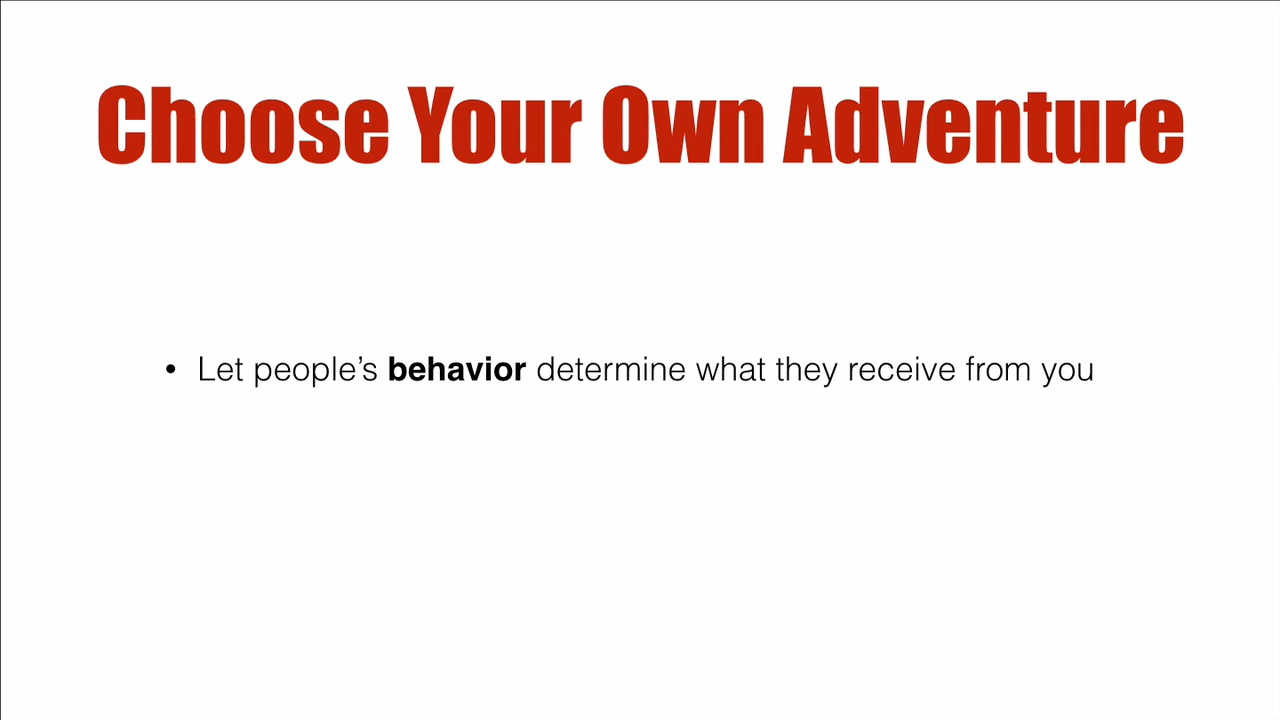 Choose Your Own Adventure
• Let people’s behavior determine what they receive from you